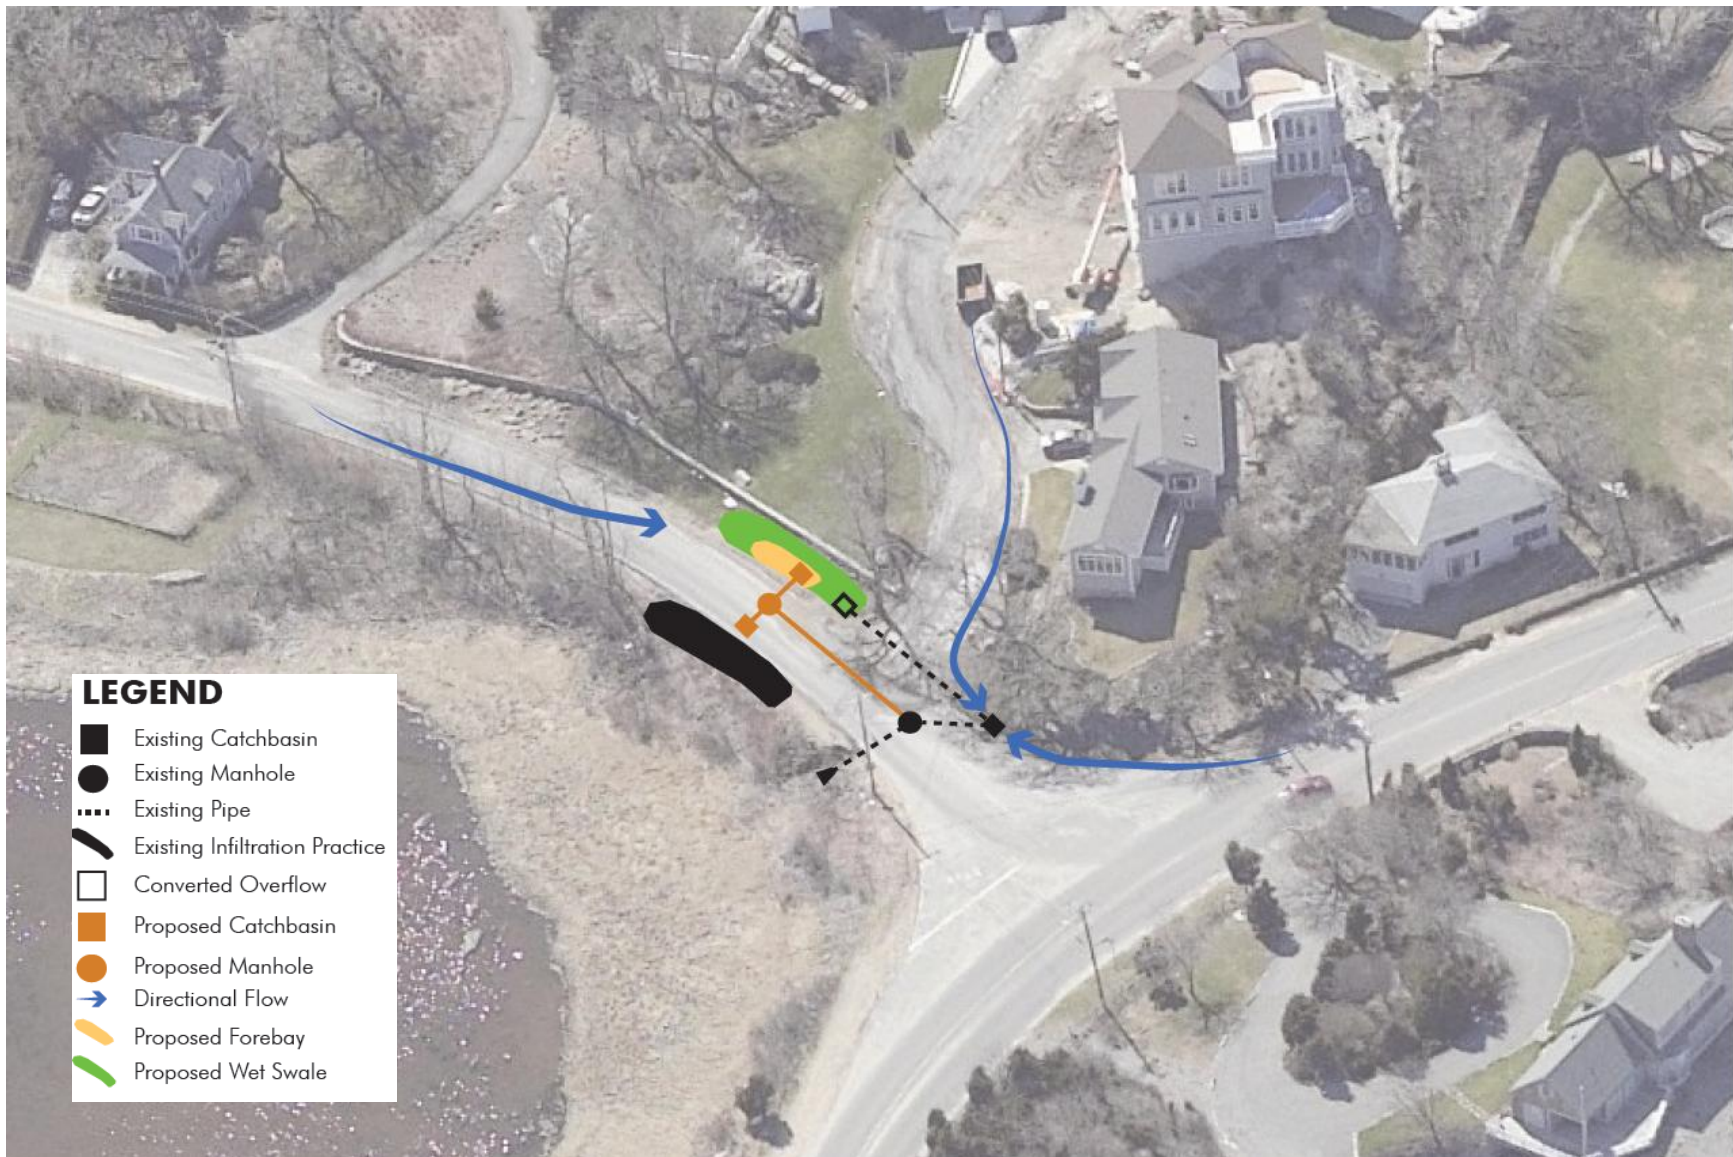 LEGEND
Existing Catchbasin
Existing Manhole
Existing Pipe
Existing Infiltration Practice
Converted Overflow
Proposed Catchbasin
Proposed Manhole
Directional Flow
Proposed Forebay
Proposed Wet Swale